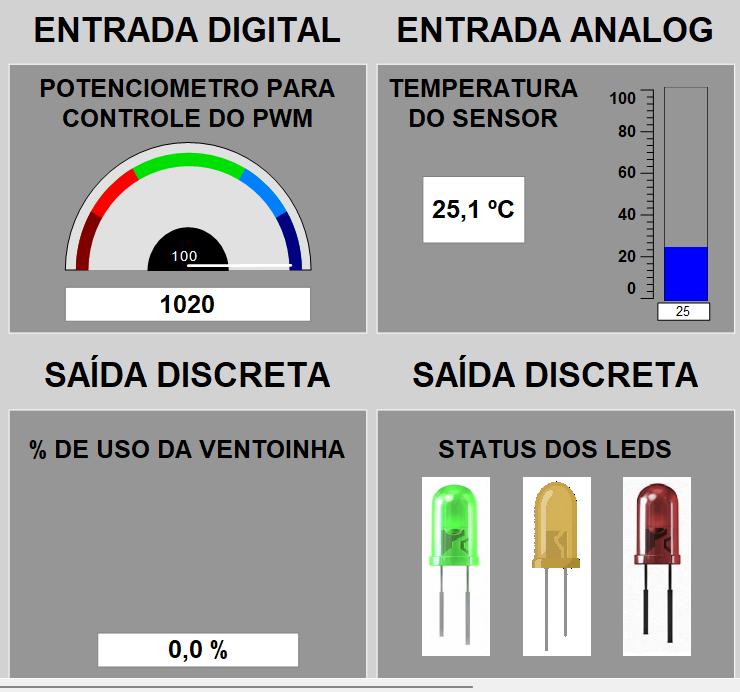 ENTRADA DIGITAL
POTENCIOMETRO PARA
CONTROLE DO PWM
100
1020
ENTRADA ANALOG
TEMPERATURA
DO SENSOR
25,1 ºC
100
80
60
40
20
0
25
SAÍDA DISCRETA
% DE USO DA VENTOINHA
0,0 %
SAÍDA DISCRETA
STATUS DOS LEDS